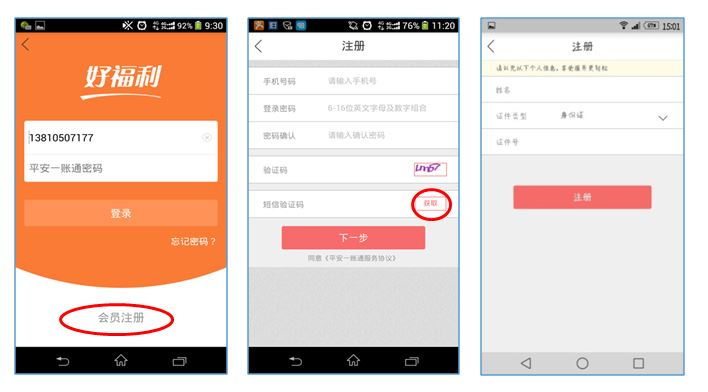 92% 9:30
好福利
13810507177
平安一账通密码
登录
忘记密码？
会员注册
76% 11:20
注册
手机号码 请输入手机号
登录密码 6-16位英文字母及数字组合
密码确认 请输入确认密码
验证码
短信验证码 获取
下一步
同意《平安一账通服务协议》
15:01
注册
请补充以下个人信息，享受服务更轻松
姓名
证件类型 身份证
证件号
注册